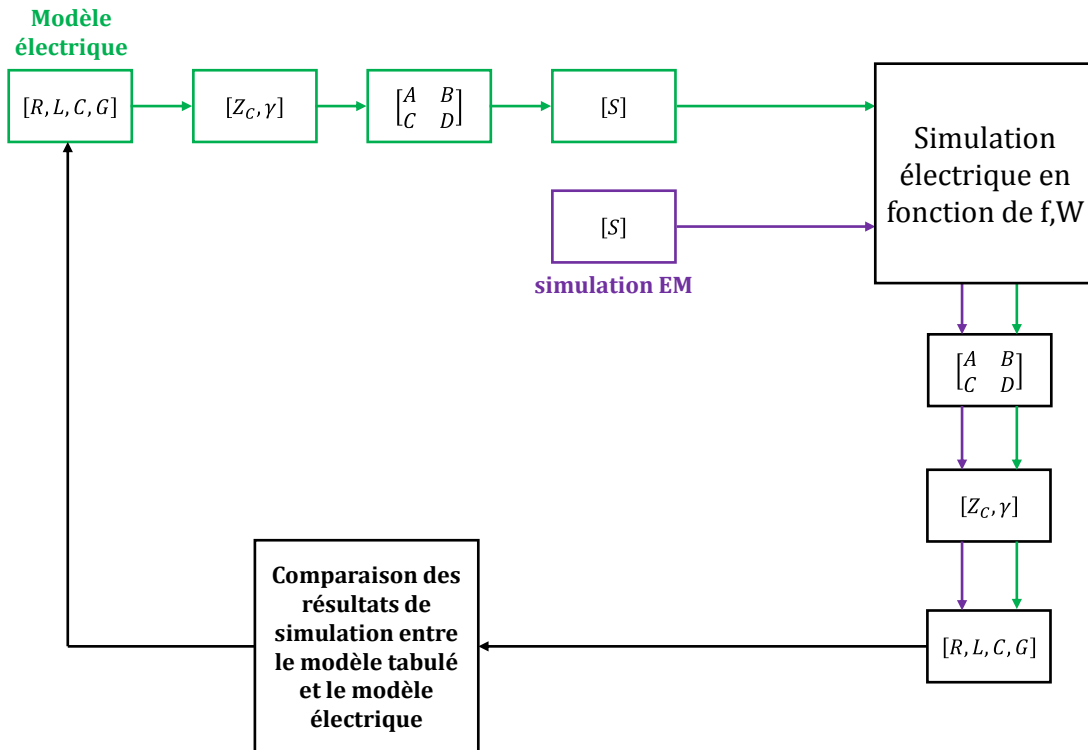 Modèle
électrique
[R, L, C, G]
[Z_C, γ]
[A B
C D]
[S]
Simulation
électrique en
fonction de f,W
[S]
simulation EM
[A B
C D]
[Z_C, γ]
[R, L, C, G]
Comparaison des
résultats de
simulation entre
le modèle tabulé
et le modèle
électrique